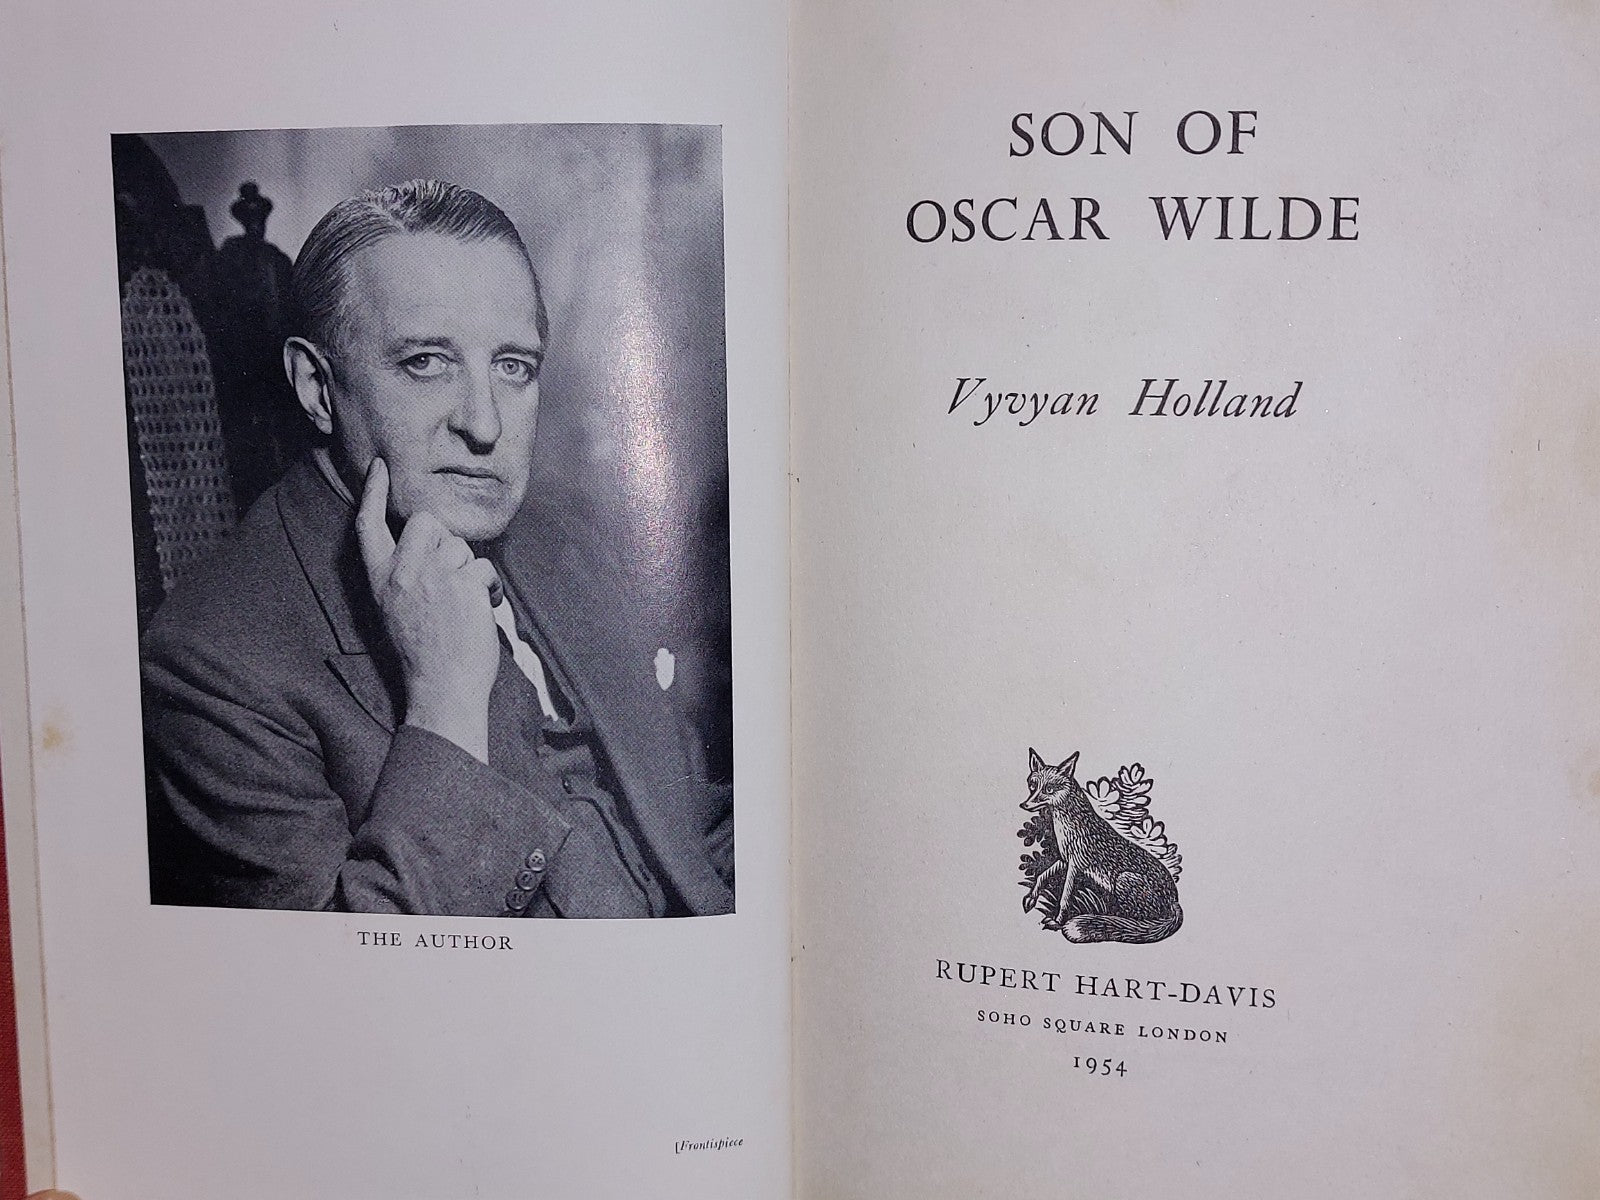 THE AUTHOR
[Frontispiece
SON OF
OSCAR WILDE
Vyvyan Holland
RUPERT HART-DAVIS
SOHO SQUARE LONDON
1954